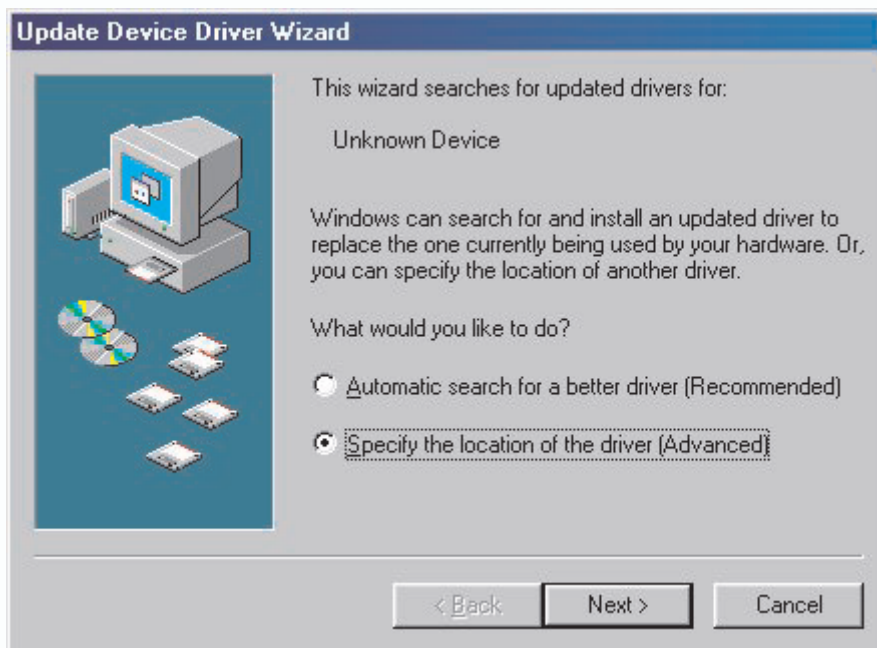 Update Device Driver Wizard
This wizard searches for updated drivers for:
Unknown Device
Windows can search for and install an updated driver to
replace the one currently being used by your hardware. Or,
you can specify the location of another driver.
What would you like to do?
Automatic search for a better driver (Recommended)
Specify the location of the driver (Advanced)
< Back
Next >
Cancel